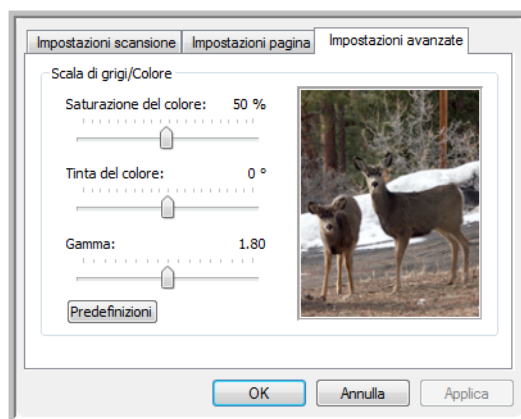 Impostazioni scansione Impostazioni pagina Impostazioni avanzate
Scala di grigi/Colore
Saturazione del colore: 50 %
Tinta del colore: 0 °
Gamma: 1.80
Predefinizioni
OK Annulla Applica